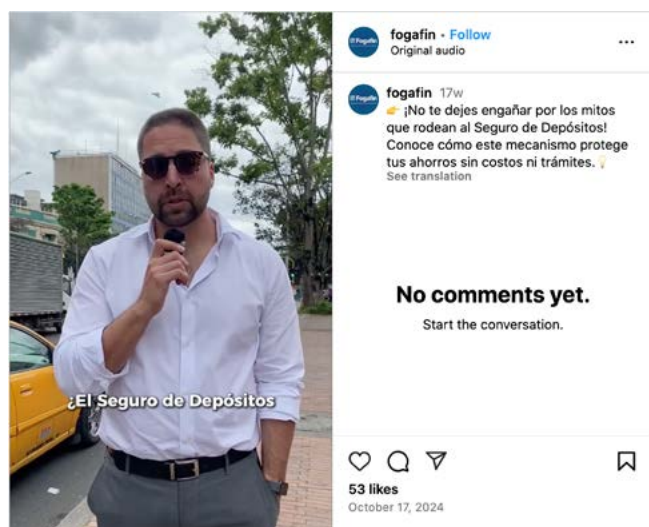 fogafin • Follow
Original audio
fogafin 17w
👉 ¡No te dejes engañar por los mitos
que rodean al Seguro de Depósitos!
Conoce cómo este mecanismo protege
tus ahorros sin costos ni trámites.💡
See translation
No comments yet.
Start the conversation.
¿El Seguro de Depósitos
53 likes
October 17, 2024